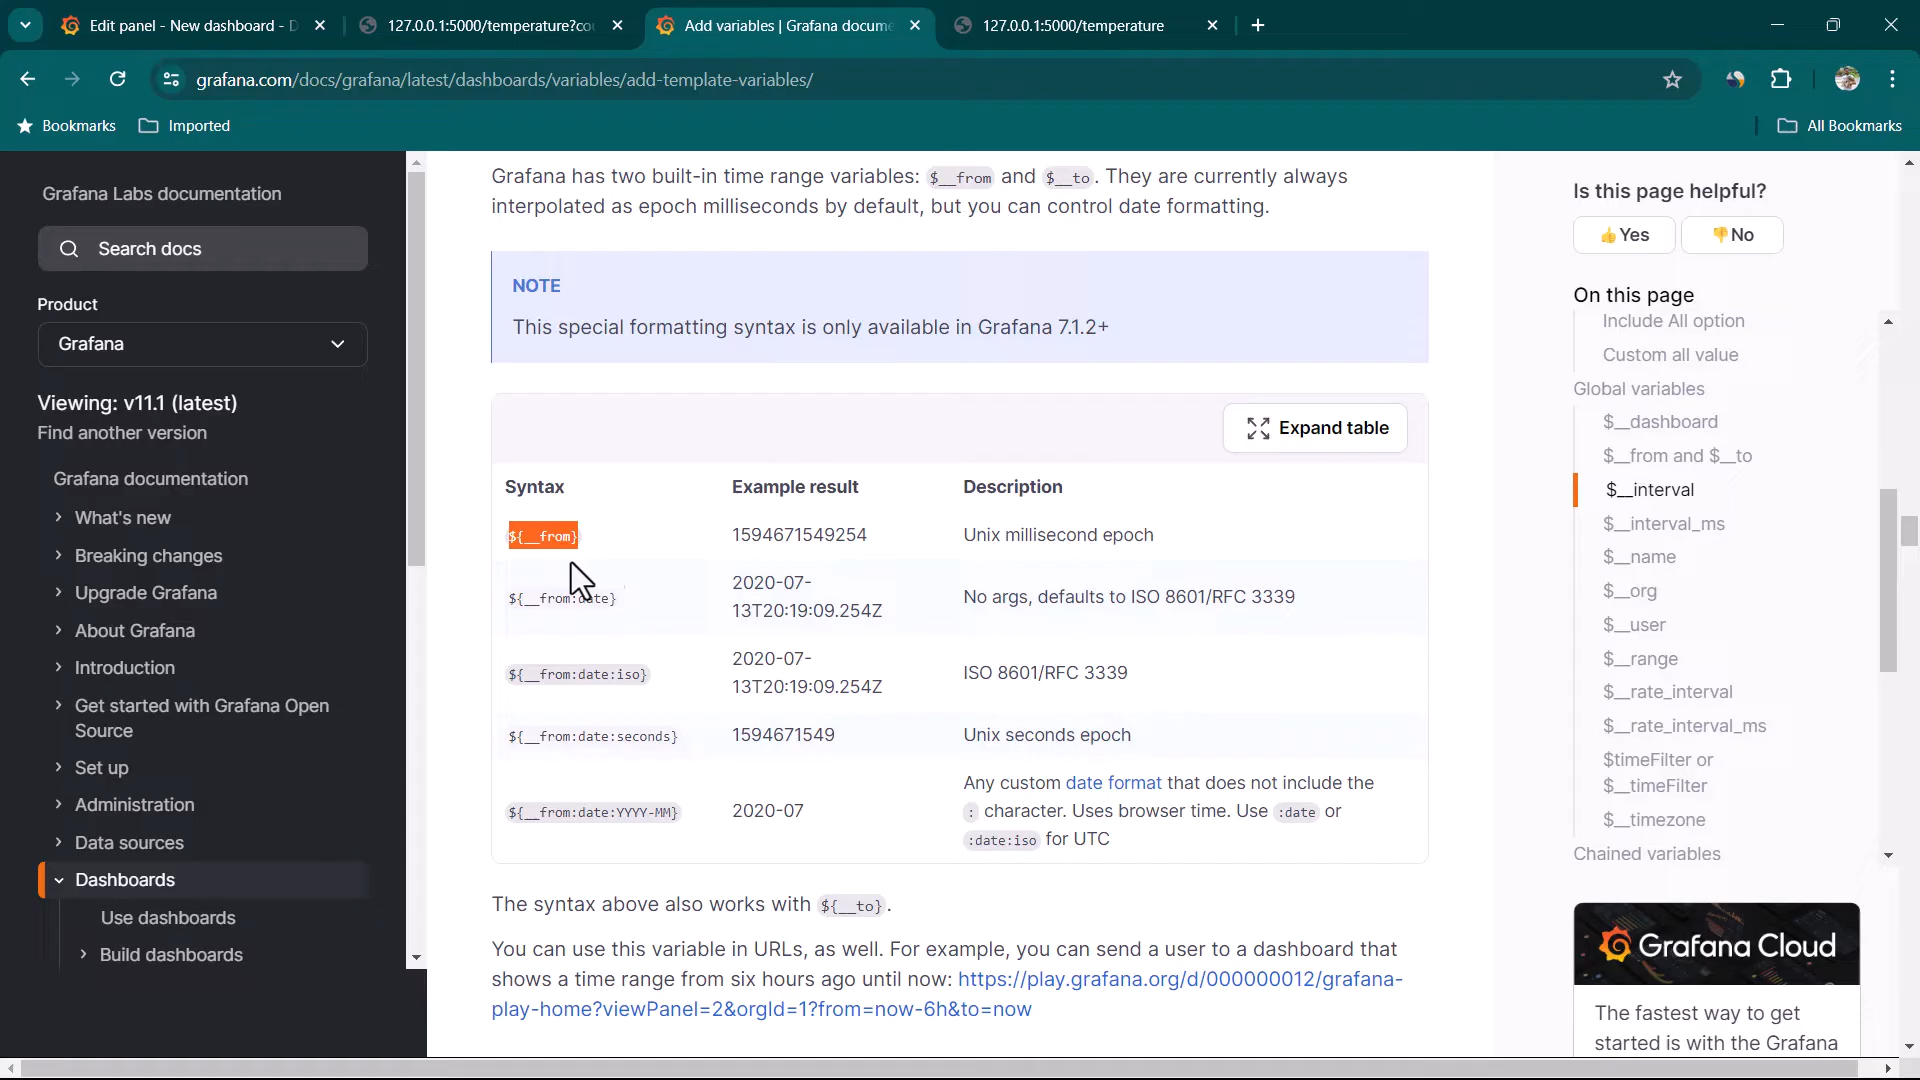 Edit panel - New dashboard - D
127.0.0.1:5000/temperature?cou
Add variables | Grafana docume
127.0.0.1:5000/temperature
grafana.com/docs/grafana/latest/dashboards/variables/add-template-variables/
Bookmarks
Imported
All Bookmarks
Grafana Labs documentation
Search docs
Product
Grafana
Viewing: v11.1 (latest)
Find another version
Grafana documentation
What's new
Breaking changes
Upgrade Grafana
About Grafana
Introduction
Get started with Grafana Open
Source
Set up
Administration
Data sources
Dashboards
Use dashboards
Build dashboards
Grafana has two built-in time range variables: $__from and $__to. They are currently always
interpolated as epoch milliseconds by default, but you can control date formatting.
NOTE
This special formatting syntax is only available in Grafana 7.1.2+
Expand table
Syntax Example result Description
${__from} 1594671549254 Unix millisecond epoch
${__from:date} 2020-07- No args, defaults to ISO 8601/RFC 3339
13T20:19:09.254Z
${__from:date:iso} 2020-07- ISO 8601/RFC 3339
13T20:19:09.254Z
${__from:date:seconds} 1594671549 Unix seconds epoch
Any custom date format that does not include the
${__from:date:YYYY-MM} 2020-07 : character. Uses browser time. Use :date or
:date:iso for UTC
The syntax above also works with ${__to}.
You can use this variable in URLs, as well. For example, you can send a user to a dashboard that
shows a time range from six hours ago until now: https://play.grafana.org/d/000000012/grafana-
play-home?viewPanel=2&orgId=1?from=now-6h&to=now
Is this page helpful?
👍Yes 👎No
On this page
Include All option
Custom all value
Global variables
$__dashboard
$__from and $__to
$__interval
$__interval_ms
$__name
$__org
$__user
$__range
$__rate_interval
$__rate_interval_ms
$timeFilter or
$__timeFilter
$__timezone
Chained variables
Grafana Cloud
The fastest way to get
started is with the Grafana